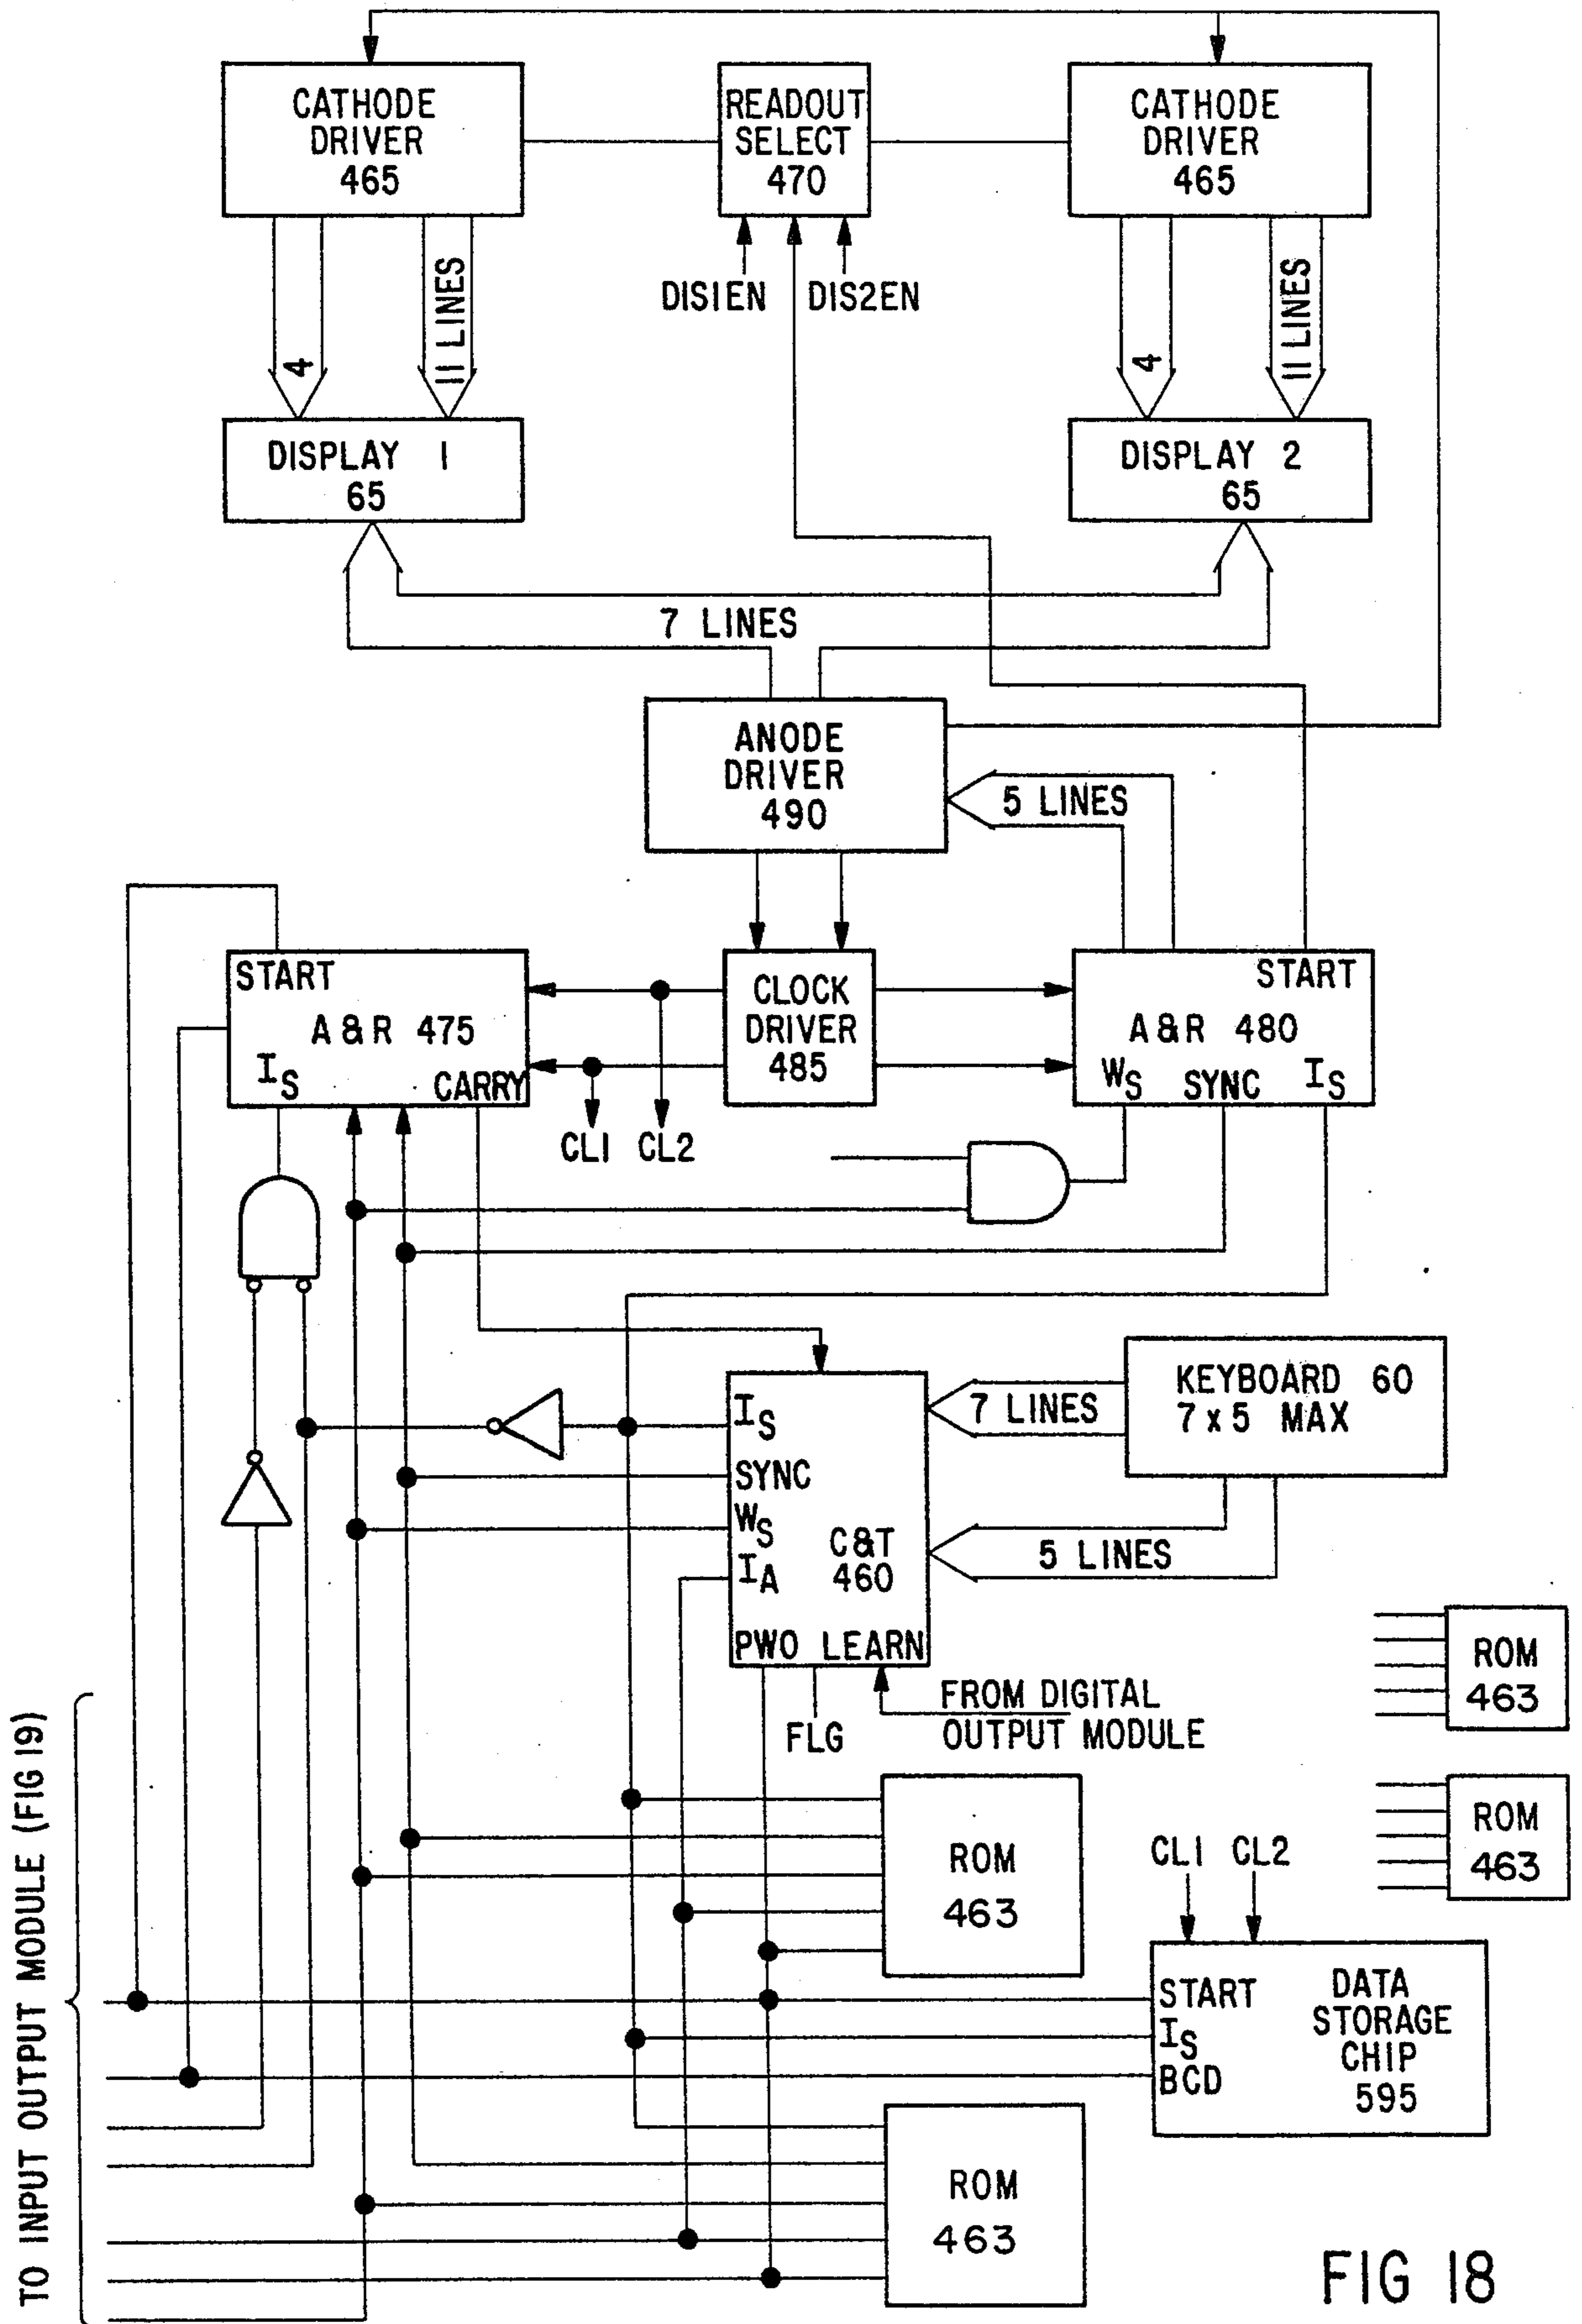 CATHODE
DRIVER
465
READOUT
SELECT
470
CATHODE
DRIVER
465
4
11 LINES
DIS1EN
DIS2EN
4
11 LINES
DISPLAY 1
65
DISPLAY 2
65
7 LINES
ANODE
DRIVER
490
5 LINES
START
A & R 475
IS
CARRY
CLOCK
DRIVER
485
START
A & R 480
WS
SYNC
IS
CL1
CL2
IS
SYNC
WS
IA
C&T
460
PWO
LEARN
7 LINES
KEYBOARD 60
7 x 5 MAX
5 LINES
FLG
FROM DIGITAL
OUTPUT MODULE
ROM
463
ROM
463
ROM
463
CL1
CL2
START
IS
BCD
DATA
STORAGE
CHIP
595
ROM
463
TO INPUT OUTPUT MODULE (FIG 19)
FIG 18